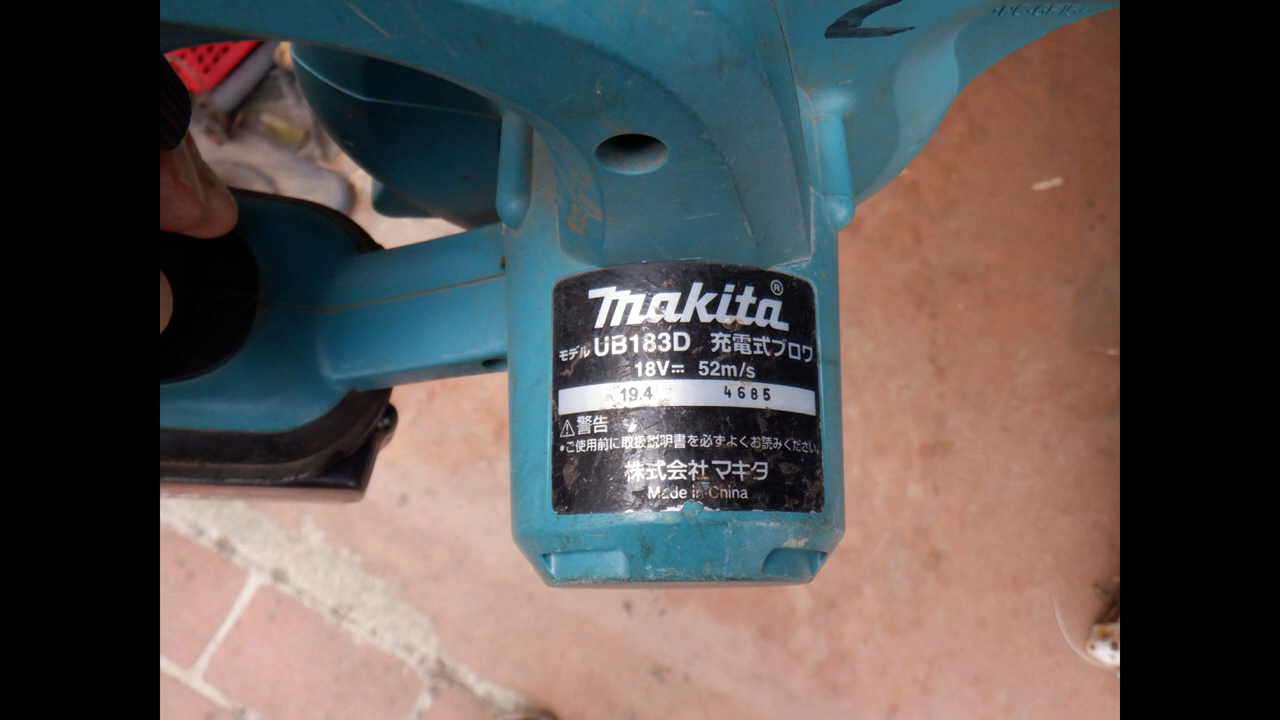 makita®
モデル UB183D 充電式ブロワ
18V⎓ 52m/s
19.4 4685
⚠警告
•ご使用前に取扱説明書を必ずよくお読みください。
株式会社マキタ
Made in China